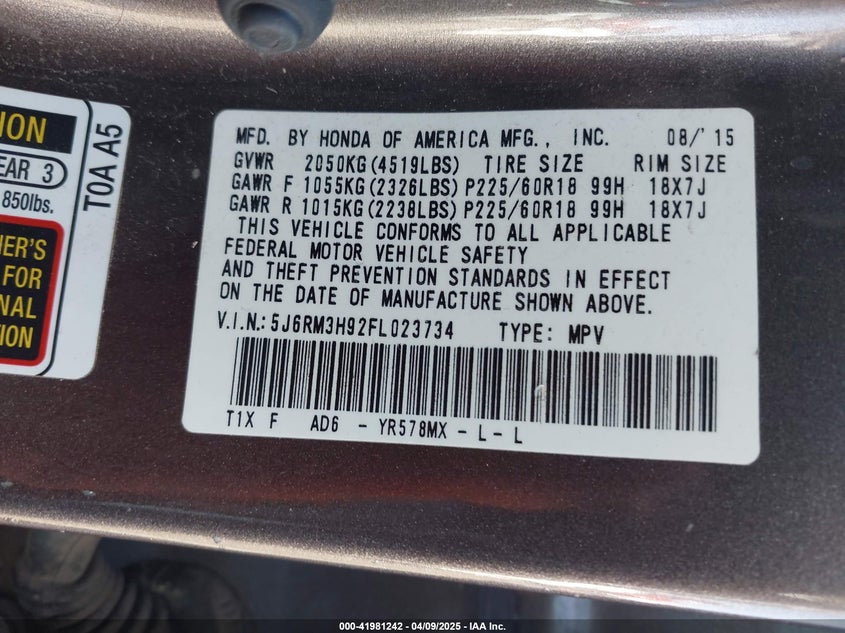 ION
EAR 3
850lbs.
TOA A5
HER'S
FOR
NAL
TION
MFD. BY HONDA OF AMERICA MFG., INC. 08/'15
GVWR 2050KG(4519LBS) TIRE SIZE RIM SIZE
GAWR F 1055KG(2326LBS) P225/60R18 99H 18X7J
GAWR R 1015KG(2238LBS) P225/60R18 99H 18X7J
THIS VEHICLE CONFORMS TO ALL APPLICABLE
FEDERAL MOTOR VEHICLE SAFETY
AND THEFT PREVENTION STANDARDS IN EFFECT
ON THE DATE OF MANUFACTURE SHOWN ABOVE.
V.I.N.:5J6RM3H92FL023734 TYPE: MPV
T1X F AD6 - YR578MX - L - L
000-41981242 | 04/09/2025 - IAA Inc.